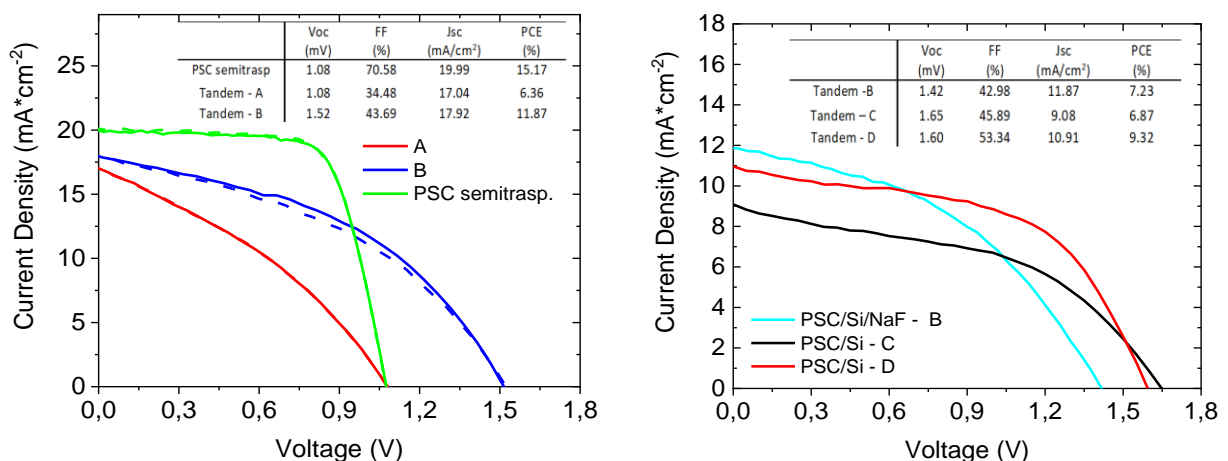 Current Density (mA*cm-2)
25
20
15
10
5
0
Voc FF Jsc PCE
(mV) (%) (mA/cm²) (%)
PSC semitrasp 1.08 70.58 19.99 15.17
Tandem - A 1.08 34.48 17.04 6.36
Tandem - B 1.52 43.69 17.92 11.87
A
B
PSC semitrasp.
0,0 0,3 0,6 0,9 1,2 1,5 1,8
Voltage (V)
Current Density (mA*cm-2)
18
16
14
12
10
8
6
4
2
0
Voc FF Jsc PCE
(mV) (%) (mA/cm²) (%)
Tandem -B 1.42 42.98 11.87 7.23
Tandem – C 1.65 45.89 9.08 6.87
Tandem - D 1.60 53.34 10.91 9.32
PSC/Si/NaF - B
PSC/Si - C
PSC/Si - D
0,0 0,3 0,6 0,9 1,2 1,5 1,8
Voltage (V)